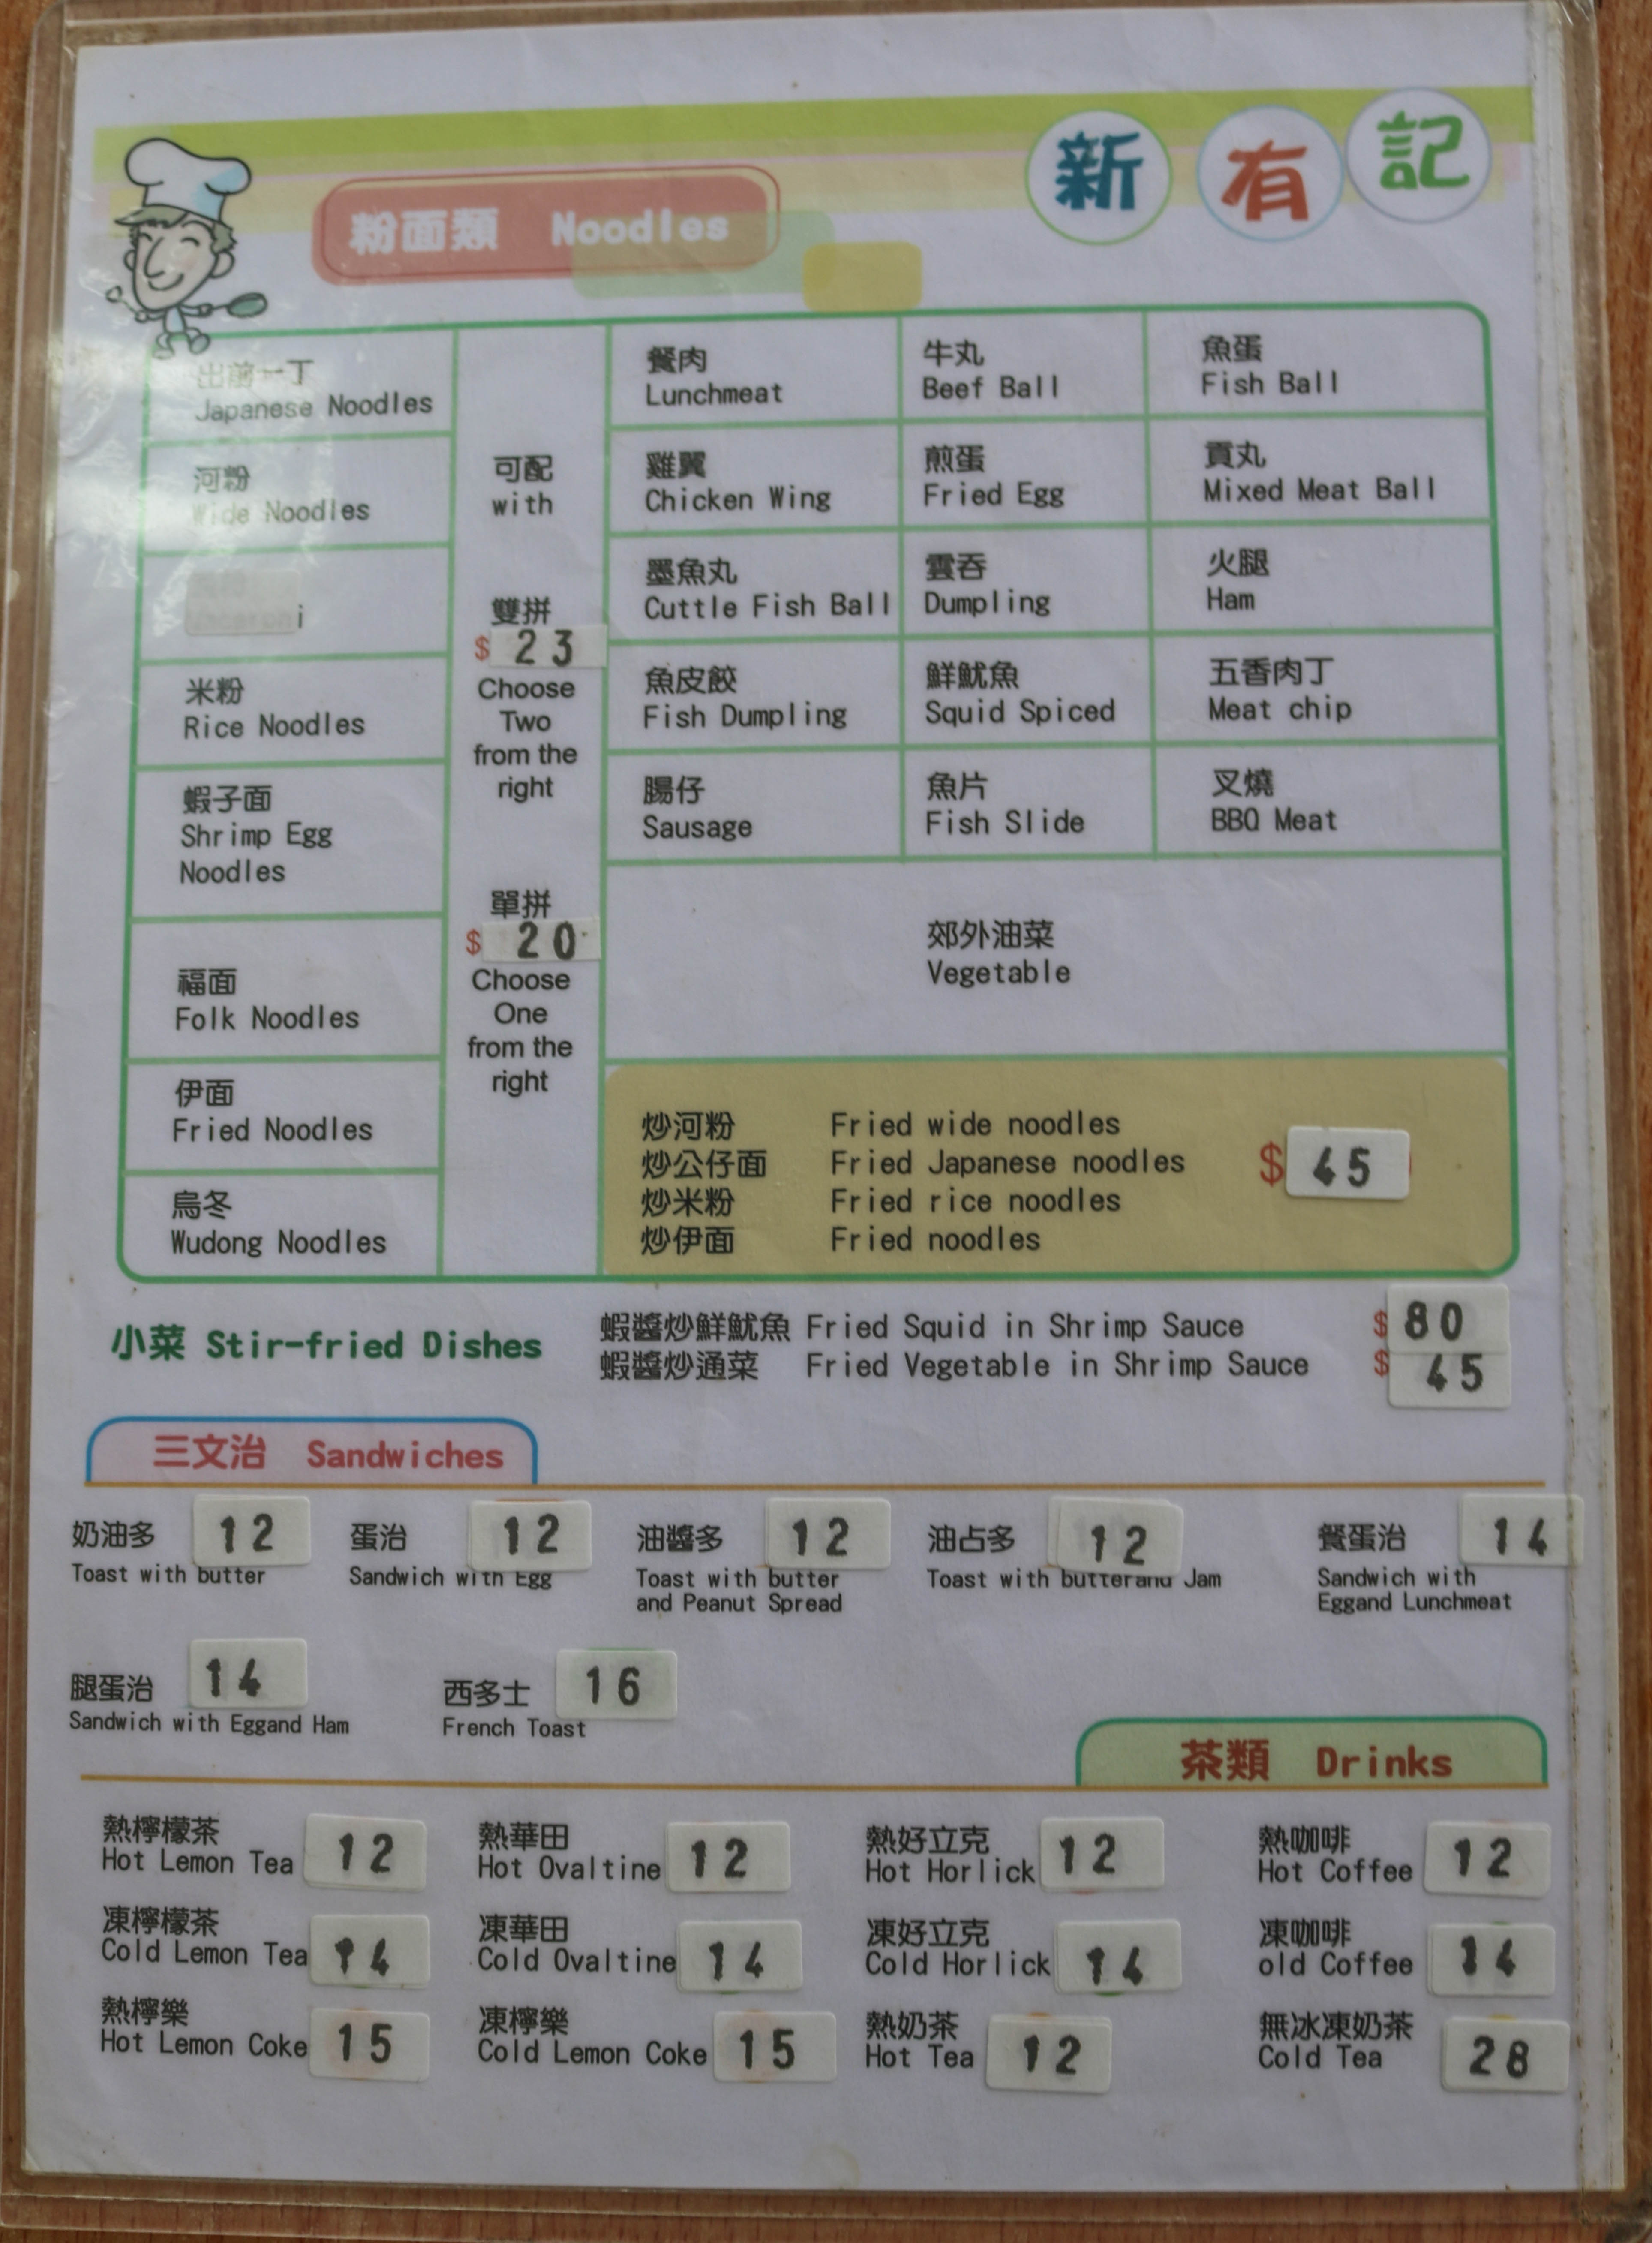 新有記
粉面類 Noodles
出前一丁
Japanese Noodles
河粉
Wide Noodles
i
米粉
Rice Noodles
蝦子面
Shrimp Egg
Noodles
福面
Folk Noodles
伊面
Fried Noodles
烏冬
Wudong Noodles
可配
with
雙拼
$ 23
Choose
Two
from the
right
單拼
$ 20
Choose
One
from the
right
餐肉
Lunchmeat
牛丸
Beef Ball
魚蛋
Fish Ball
雞翼
Chicken Wing
煎蛋
Fried Egg
貢丸
Mixed Meat Ball
墨魚丸
Cuttle Fish Ball
雲吞
Dumpling
火腿
Ham
魚皮餃
Fish Dumpling
鮮魷魚
Squid Spiced
五香肉丁
Meat chip
腸仔
Sausage
魚片
Fish Slide
叉燒
BBQ Meat
郊外油菜
Vegetable
炒河粉 Fried wide noodles
炒公仔面 Fried Japanese noodles $ 45
炒米粉 Fried rice noodles
炒伊面 Fried noodles
小菜 Stir-fried Dishes
蝦醬炒鮮魷魚 Fried Squid in Shrimp Sauce $ 80
蝦醬炒通菜 Fried Vegetable in Shrimp Sauce $ 45
三文治 Sandwiches
奶油多 12
Toast with butter
蛋治 12
Sandwich with Egg
油醬多 12
Toast with butter
and Peanut Spread
油占多 12
Toast with butterand Jam
餐蛋治 14
Sandwich with
Eggand Lunchmeat
腿蛋治 14
Sandwich with Eggand Ham
西多士 16
French Toast
茶類 Drinks
熱檸檬茶
Hot Lemon Tea 12
熱華田
Hot Ovaltine 12
熱好立克
Hot Horlick 12
熱咖啡
Hot Coffee 12
凍檸檬茶
Cold Lemon Tea 14
凍華田
Cold Ovaltine 14
凍好立克
Cold Horlick 14
凍咖啡
old Coffee 14
熱檸樂
Hot Lemon Coke 15
凍檸樂
Cold Lemon Coke 15
熱奶茶
Hot Tea 12
無冰凍奶茶
Cold Tea 28